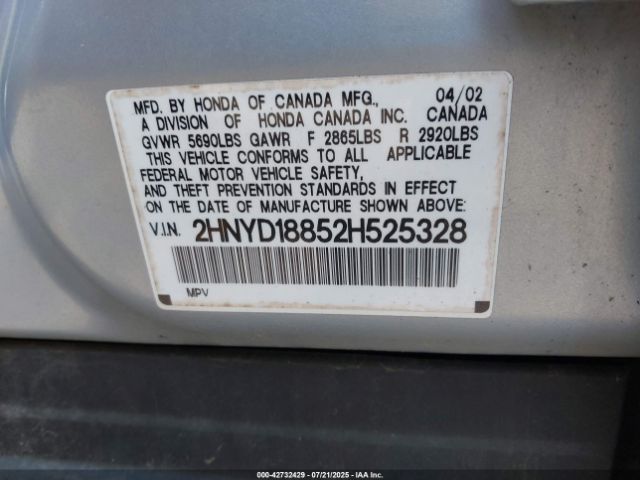 MFD. BY HONDA OF CANADA MFG., 04/02
A DIVISION OF HONDA CANADA INC. CANADA
GVWR 5690LBS GAWR F 2865LBS R 2920LBS
THIS VEHICLE CONFORMS TO ALL APPLICABLE
FEDERAL MOTOR VEHICLE SAFETY,
AND THEFT PREVENTION STANDARDS IN EFFECT
ON THE DATE OF MANUFACTURE SHOWN ABOVE:
V.I.N. 2HNYD18852H525328
MPV
000-42732429 - 07/21/2025 - IAAI.COM